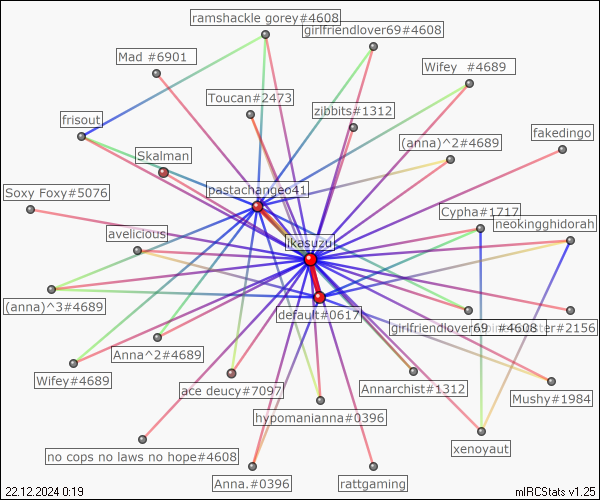 ramshackle gorey#4608
girlfriendlover69#4608
Mad #6901
Wifey  #4689
Toucan#2473
zibbits#1312
frisout
(anna)^2#4689
fakedingo
Skalman
pastachangeo41
Soxy Foxy#5076
Cypha#1717
neokingghidorah
avelicious
ikasuzu
(anna)^3#4689
default#0617
girlfriendlover69  #4608
#2156
Anna^2#4689
Wifey#4689
ace deucy#7097
Annarchist#1312
Mushy#1984
hypomanianna#0396
xenoyaut
no cops no laws no hope#4608
Anna.#0396
rattgaming
22.12.2024 0:19
mIRCStats v1.25